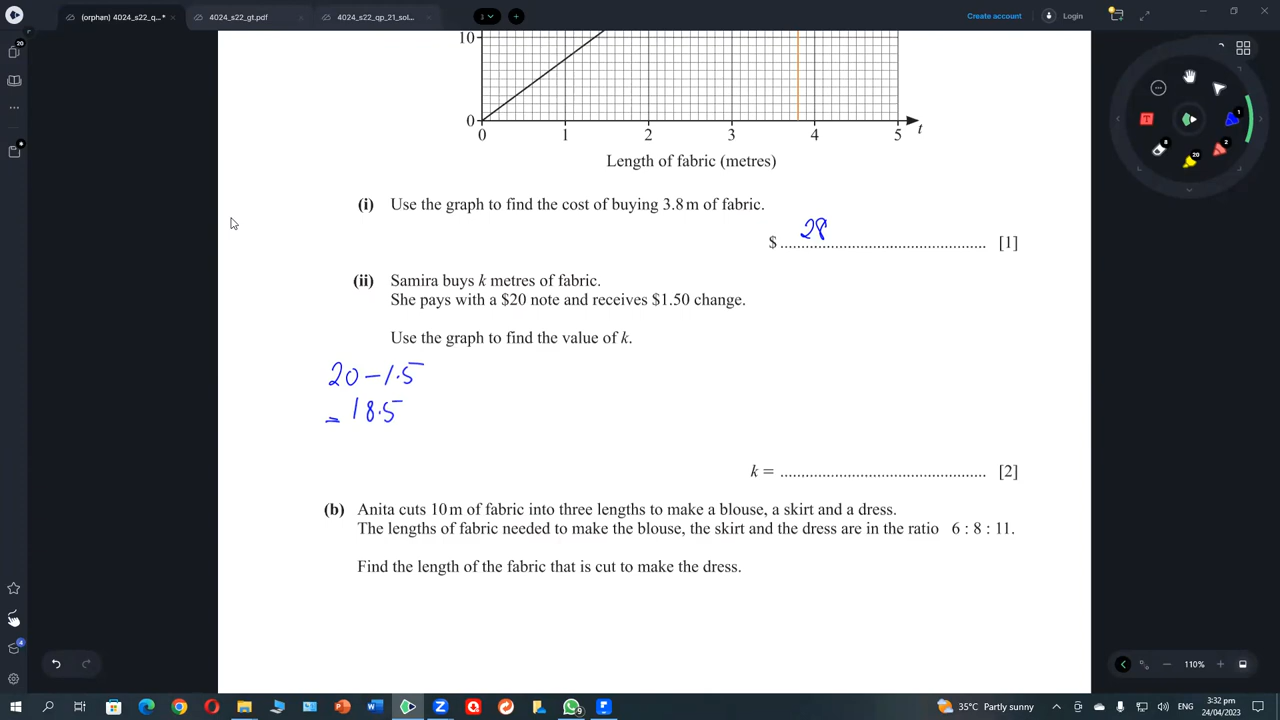 (orphan) 4024_s22_q...*
4024_s22_gt.pdf
4024_s22_qp_21_sol...
Create account
Login
10
0
0 1 2 3 4 5 t
Length of fabric (metres)
(i) Use the graph to find the cost of buying 3.8 m of fabric.
$ 28 [1]
(ii) Samira buys k metres of fabric.
She pays with a $20 note and receives $1.50 change.
Use the graph to find the value of k.
20 - 1.5
= 18.5
k = ................................................. [2]
(b) Anita cuts 10 m of fabric into three lengths to make a blouse, a skirt and a dress.
The lengths of fabric needed to make the blouse, the skirt and the dress are in the ratio 6 : 8 : 11.
Find the length of the fabric that is cut to make the dress.
110%
35°C Partly sunny
ENG
3:32 pm
24/04/2023